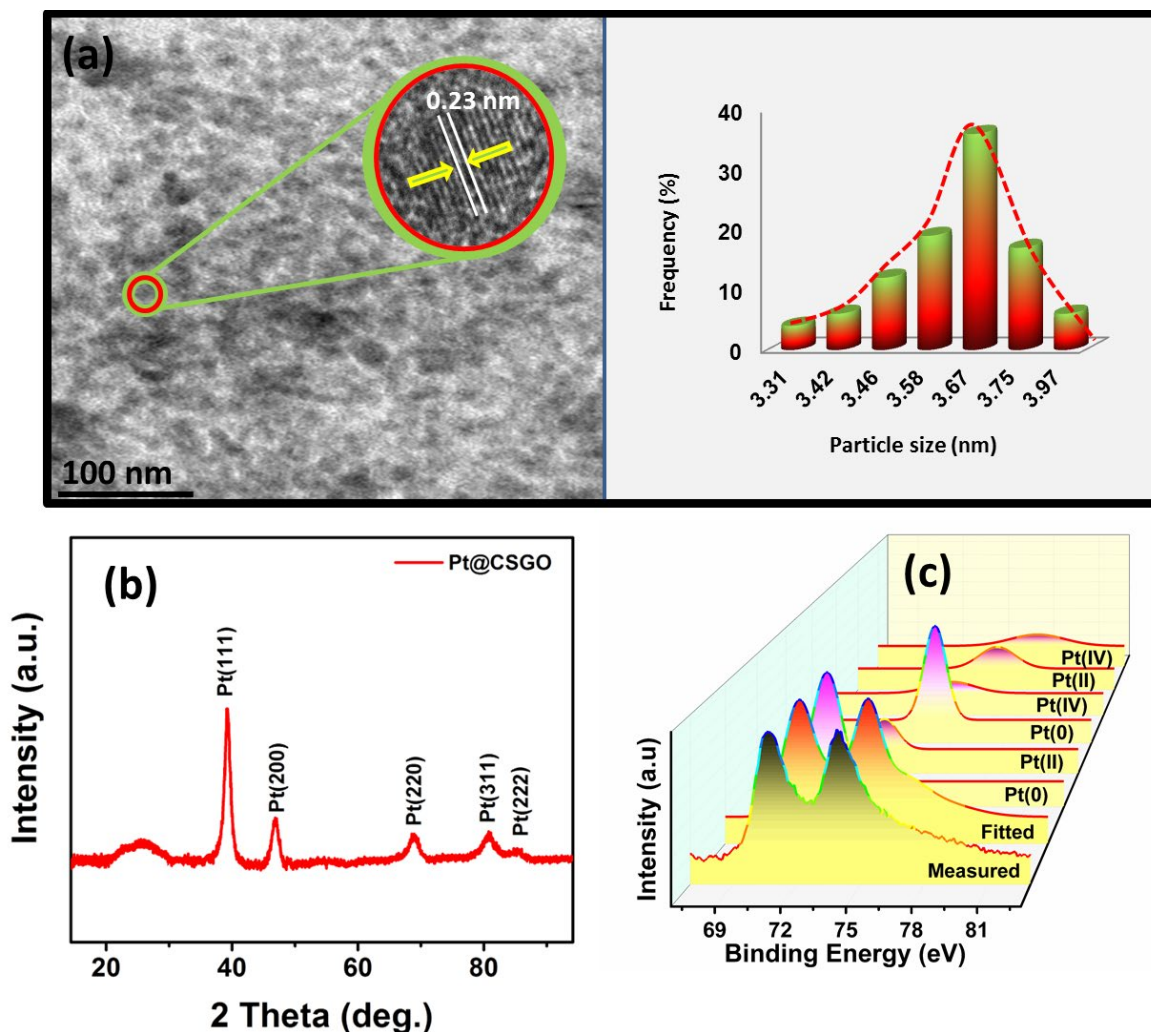 (a)
0.23 nm
100 nm
Frequency (%)
40
30
20
10
0
3.31
3.42
3.46
3.58
3.67
3.75
3.97
Particle size (nm)
(b)
Pt@CSGO
Intensity (a.u.)
Pt(111)
Pt(200)
Pt(220)
Pt(311)
Pt(222)
20
40
60
80
2 Theta (deg.)
(c)
Intensity (a.u)
Pt(IV)
Pt(II)
Pt(IV)
Pt(0)
Pt(II)
Pt(0)
Fitted
Measured
69
72
75
78
81
Binding Energy (eV)